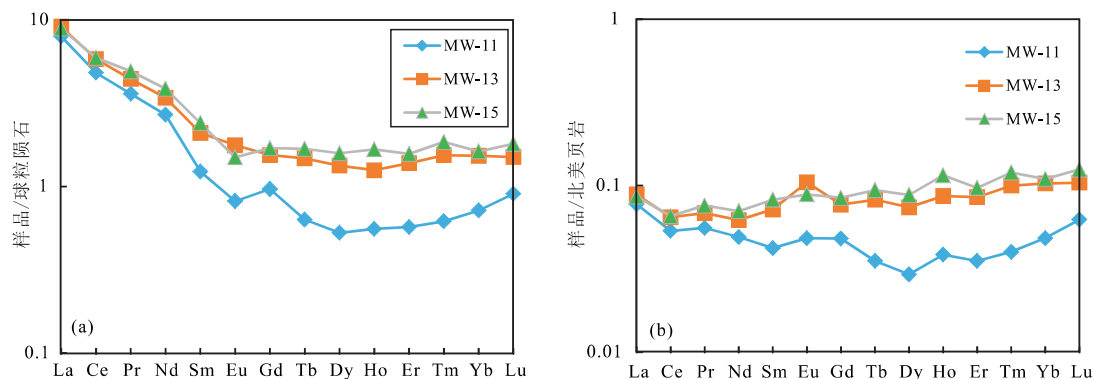 10
1
0.1
样品/球粒陨石
MW-11
MW-13
MW-15
(a)
La Ce Pr Nd Sm Eu Gd Tb Dy Ho Er Tm Yb Lu
1
0.1
0.01
样品/北美页岩
MW-11
MW-13
MW-15
(b)
La Ce Pr Nd Sm Eu Gd Tb Dy Ho Er Tm Yb Lu